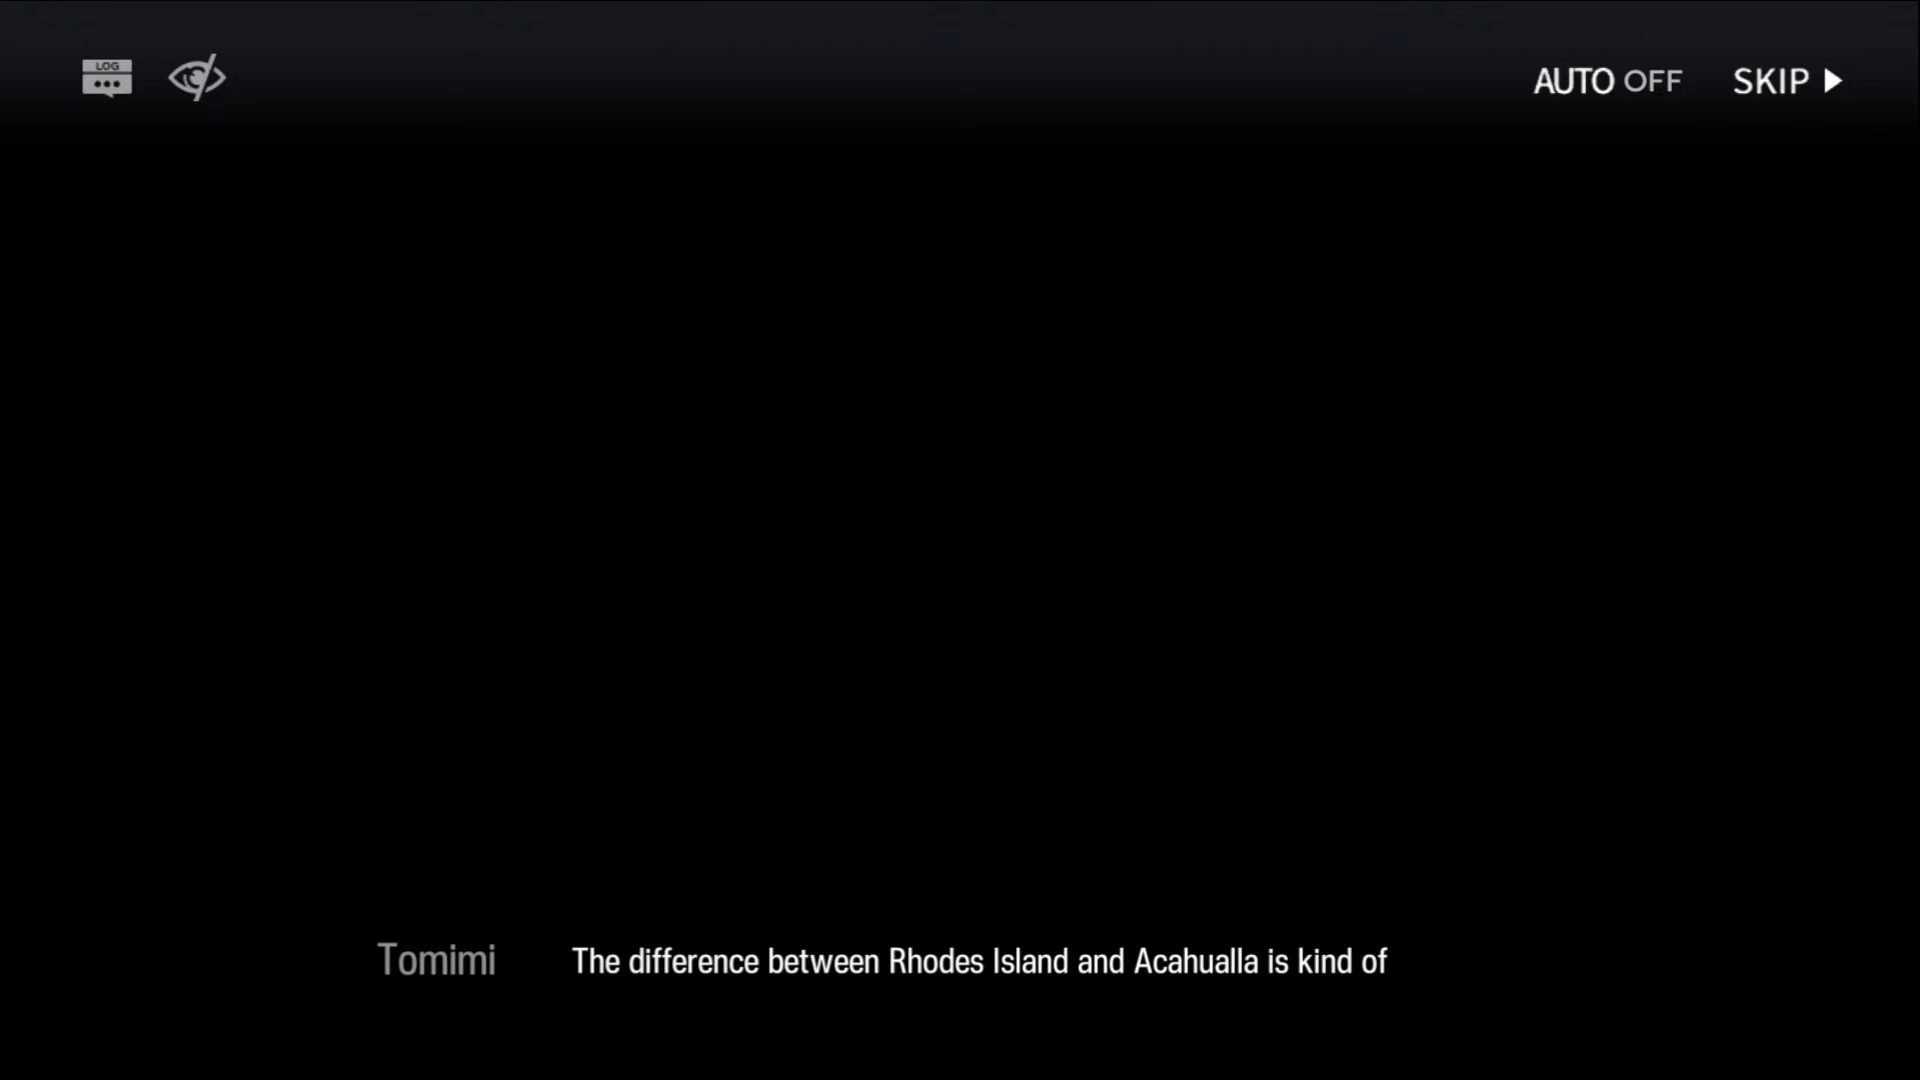 LOG
AUTO OFF SKIP
Tomimi The difference between Rhodes Island and Acahualla is kind of